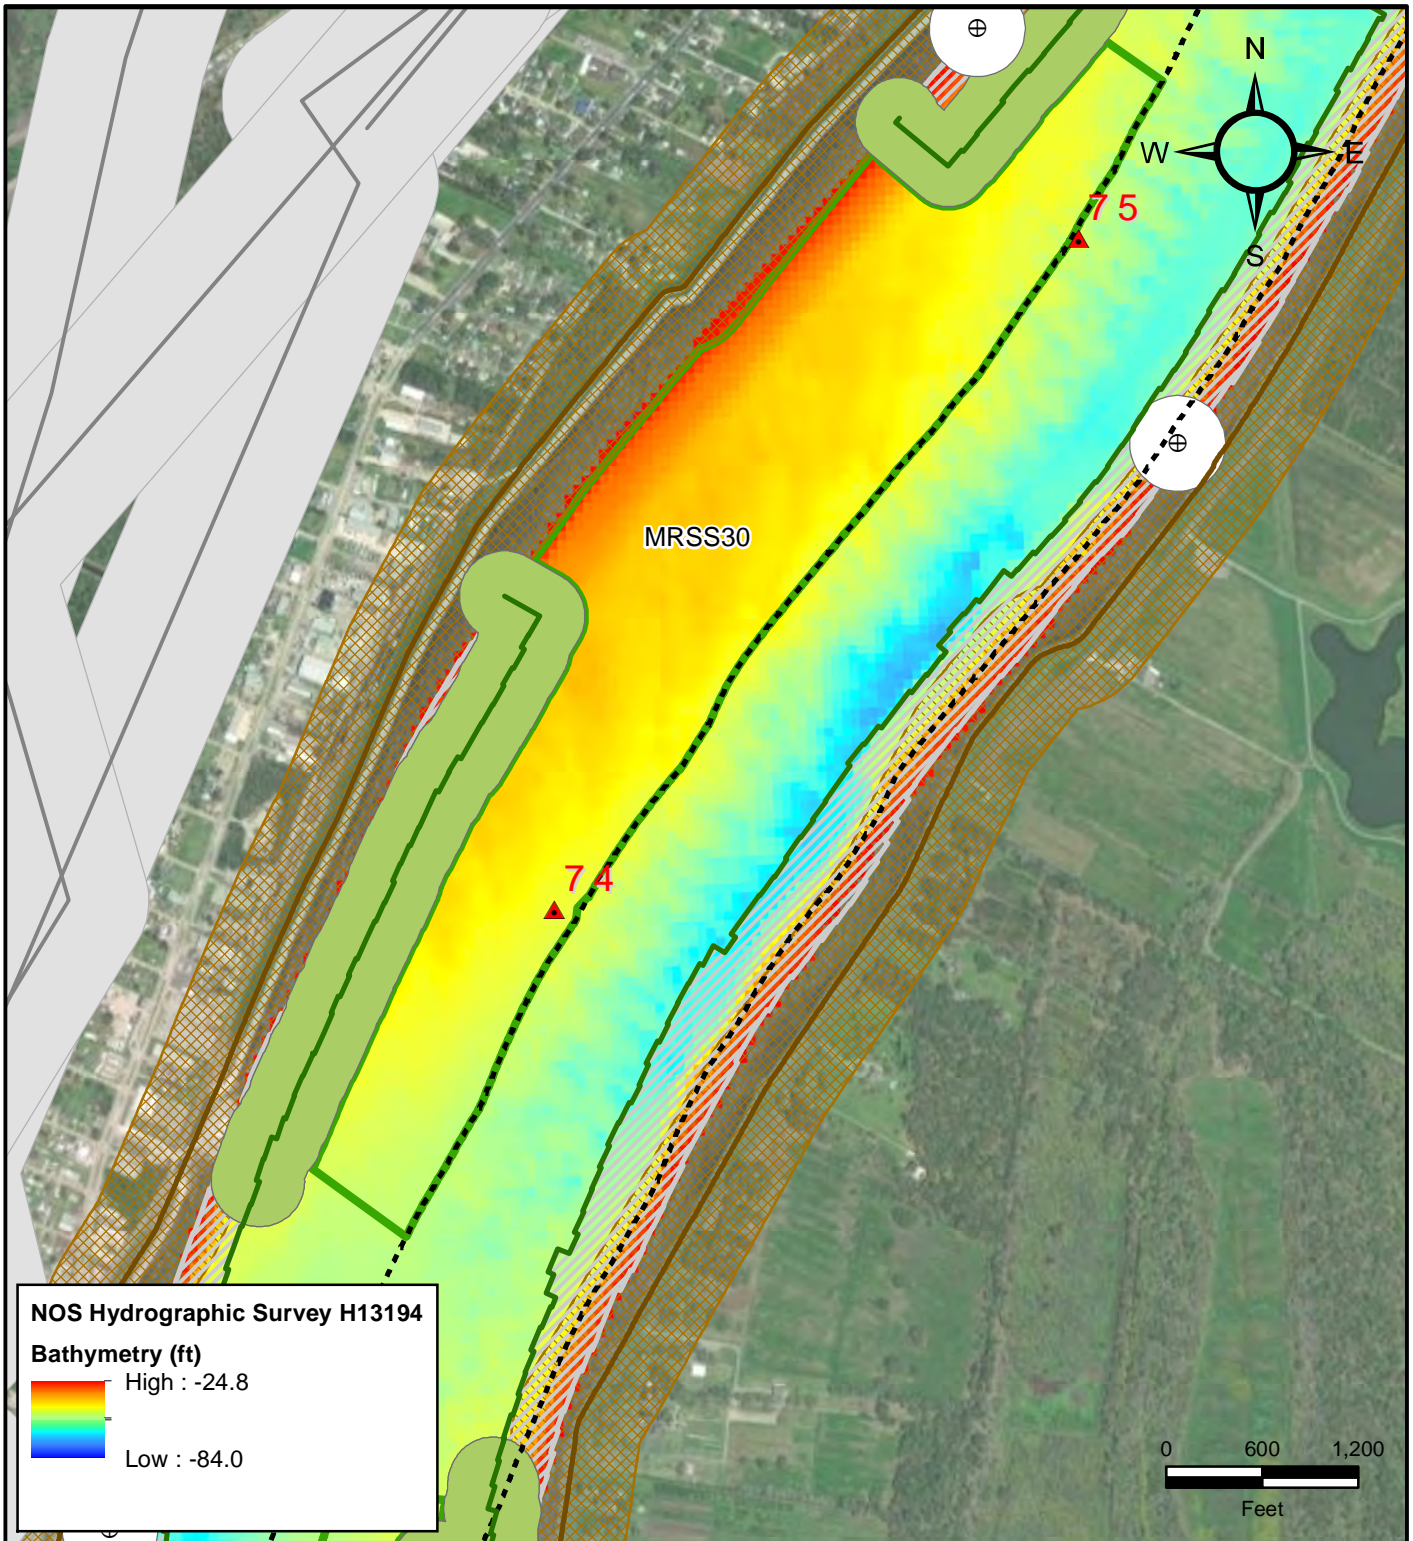 N
W E
S
7 5
MRSS30
7 4
NOS Hydrographic Survey H13194
Bathymetry (ft)
High : -24.8
Low : -84.0
0 600 1,200
Feet